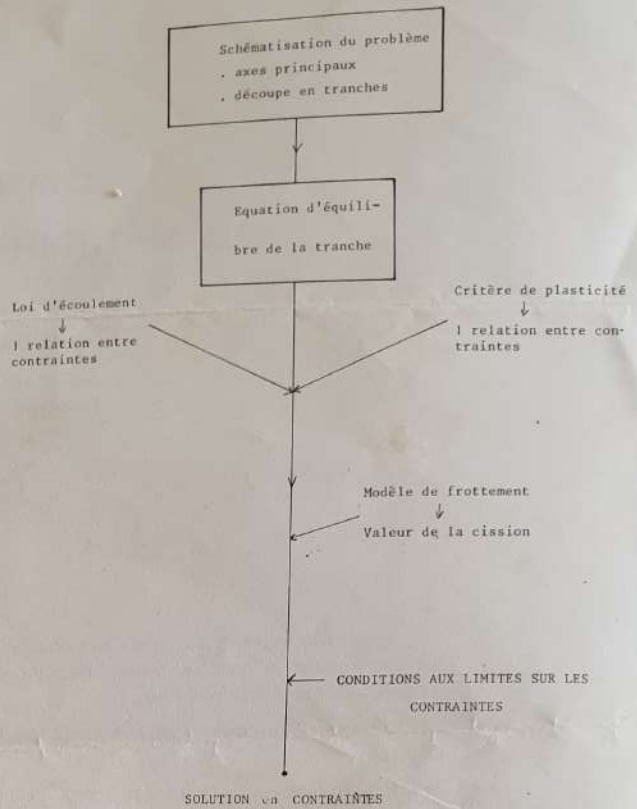 Schématisation du problème
. axes principaux
. découpe en tranches
Equation d'équili-
bre de la tranche
Loi d'écoulement
↓
1 relation entre
contraintes
Critère de plasticité
↓
1 relation entre con-
traintes
Modèle de frottement
↓
Valeur de la cission
CONDITIONS AUX LIMITES SUR LES
CONTRAINTES
SOLUTION en CONTRAINTES